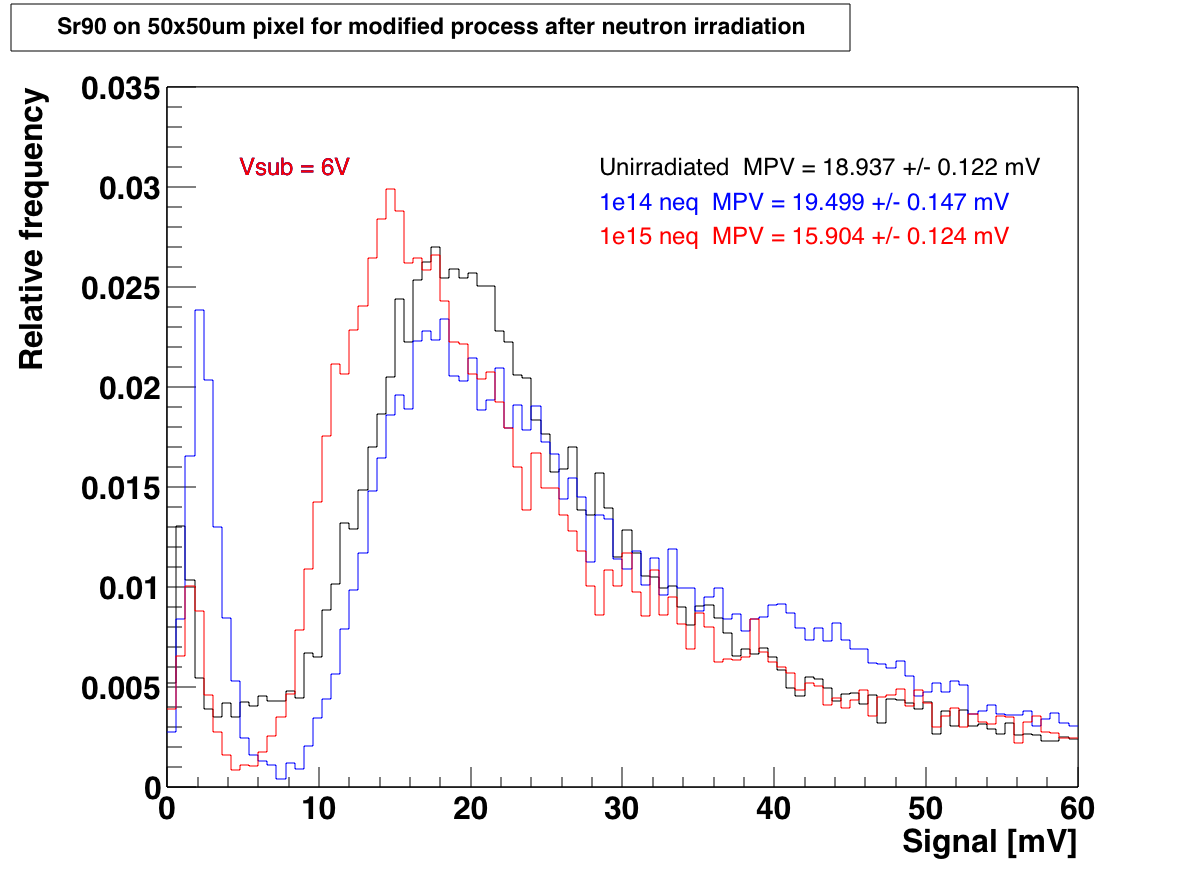 Sr90 on 50x50um pixel for modified process after neutron irradiation
Relative frequency
0.035
0.03
0.025
0.02
0.015
0.01
0.005
0
Vsub = 6V
Unirradiated MPV = 18.937 +/- 0.122 mV
1e14 neq MPV = 19.499 +/- 0.147 mV
1e15 neq MPV = 15.904 +/- 0.124 mV
0 10 20 30 40 50 60
Signal [mV]